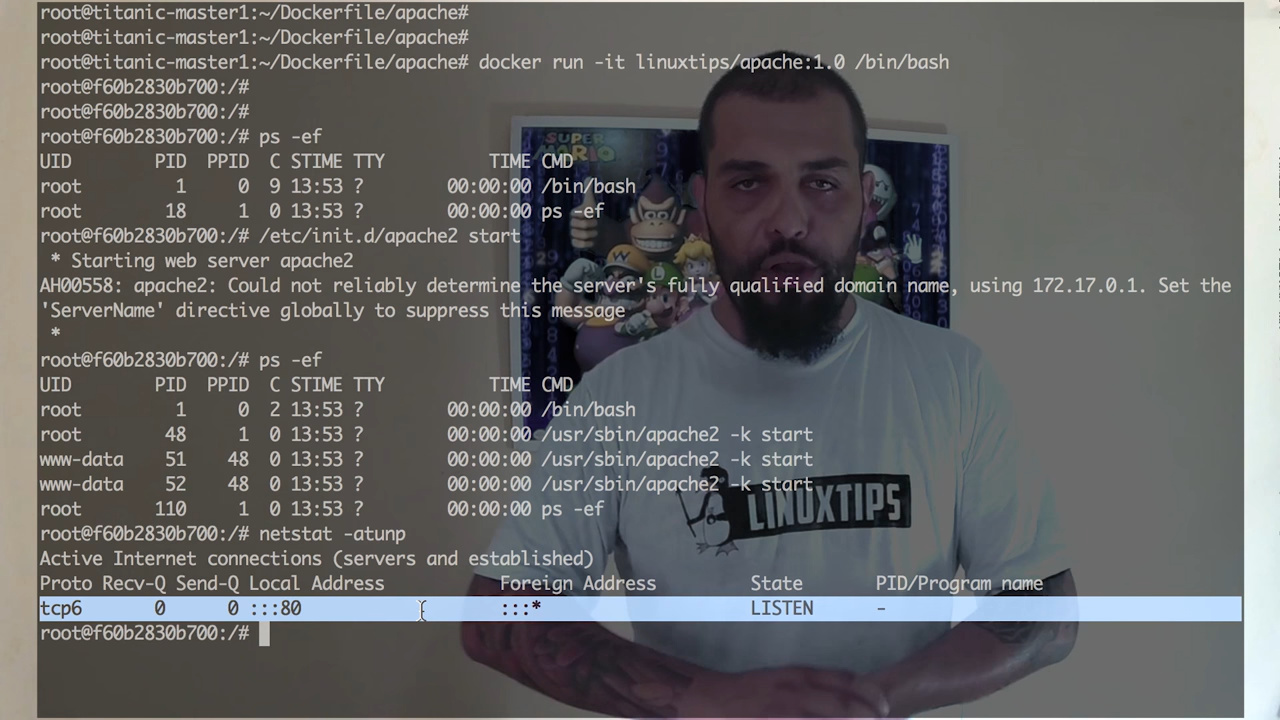 root@titanic-master1:~/Dockerfile/apache#
root@titanic-master1:~/Dockerfile/apache#
root@titanic-master1:~/Dockerfile/apache# docker run -it linuxtips/apache:1.0 /bin/bash
root@f60b2830b700:/#
root@f60b2830b700:/#
root@f60b2830b700:/# ps -ef
UID PID PPID C STIME TTY TIME CMD
root 1 0 9 13:53 ? 00:00:00 /bin/bash
root 18 1 0 13:53 ? 00:00:00 ps -ef
root@f60b2830b700:/# /etc/init.d/apache2 start
* Starting web server apache2
AH00558: apache2: Could not reliably determine the server's fully qualified domain name, using 172.17.0.1. Set the
'ServerName' directive globally to suppress this message
*
root@f60b2830b700:/# ps -ef
UID PID PPID C STIME TTY TIME CMD
root 1 0 2 13:53 ? 00:00:00 /bin/bash
root 48 1 0 13:53 ? 00:00:00 /usr/sbin/apache2 -k start
www-data 51 48 0 13:53 ? 00:00:00 /usr/sbin/apache2 -k start
www-data 52 48 0 13:53 ? 00:00:00 /usr/sbin/apache2 -k start
root 110 1 0 13:53 ? 00:00:00 ps -ef
root@f60b2830b700:/# netstat -atunp
Active Internet connections (servers and established)
Proto Recv-Q Send-Q Local Address Foreign Address State PID/Program name
tcp6 0 0 :::80 :::* LISTEN -
root@f60b2830b700:/#
SUPER
MARIO
LINUXTIPS